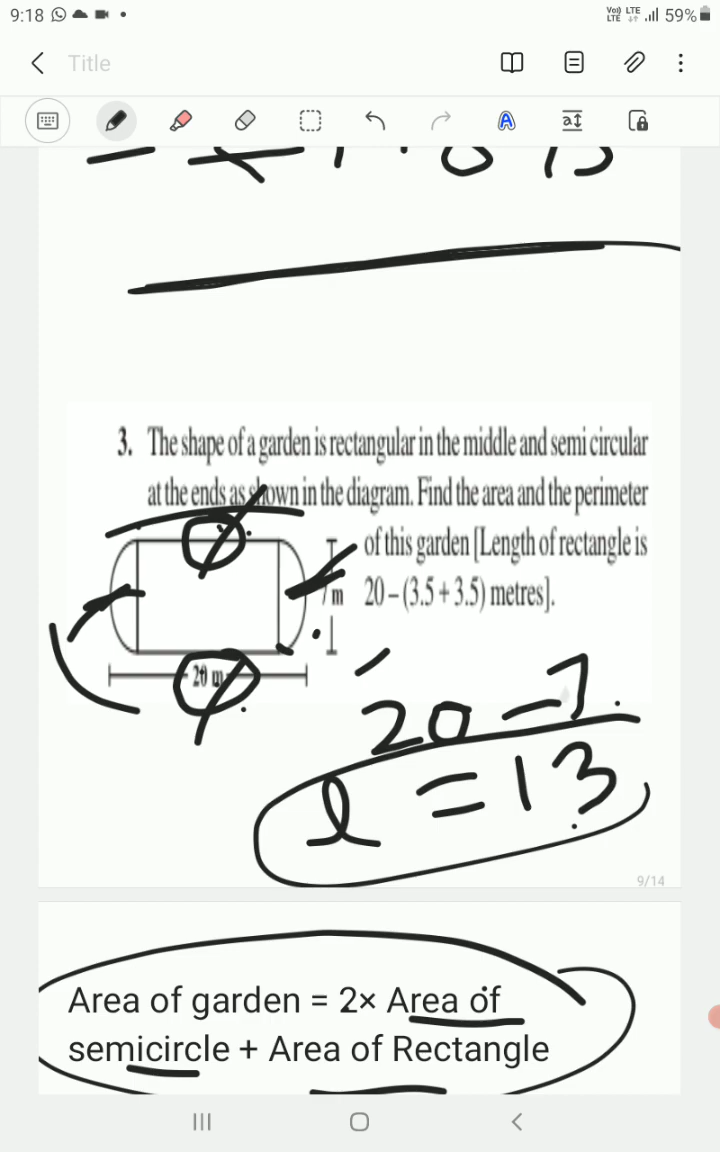 9:18 Vo) LTE LTE 59%
Title
A a
3. The shape of a garden is rectangular in the middle and semi circular
at the ends as shown in the diagram. Find the area and the perimeter
of this garden [Length of rectangle is
m 20 – (3.5 + 3.5) metres].
20 m
20 – 7
l = 13
9/14
Area of garden = 2× Area of
semicircle + Area of Rectangle